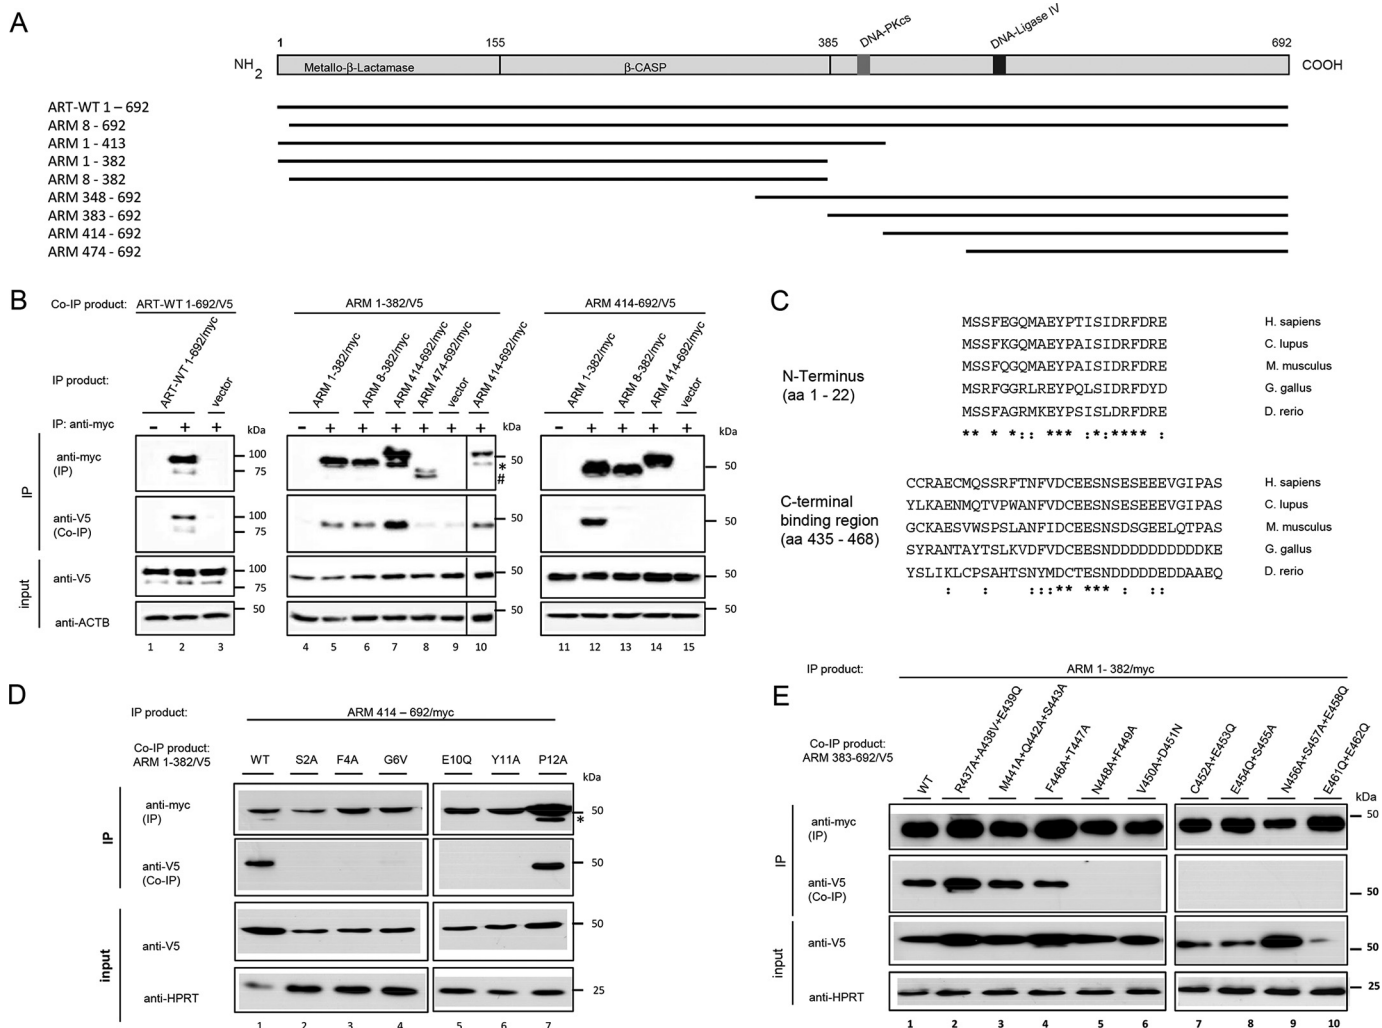 A
1 155 385 DNA-PKcs DNA-Ligase IV 692
NH2 Metallo-β-Lactamase β-CASP COOH
ART-WT 1 – 692
ARM 8 - 692
ARM 1 - 413
ARM 1 - 382
ARM 8 - 382
ARM 348 - 692
ARM 383 - 692
ARM 414 - 692
ARM 474 - 692
B
Co-IP product: ART-WT 1-692/V5 ARM 1-382/V5 ARM 414-692/V5
IP product: ART-WT 1-692/myc vector ARM 1-382/myc ARM 8-382/myc ARM 414-692/myc ARM 474-692/myc vector ARM 414-692/myc ARM 1-382/myc ARM 8-382/myc ARM 414-692/myc vector
IP: anti-myc – + + – + + + + + + – + + + +
kDa kDa kDa
IP
anti-myc (IP) 100 75 50 * # 50
anti-V5 (Co-IP) 100 75 50 50
input
anti-V5 100 75 50 50
anti-ACTB 50 50 50
1 2 3 4 5 6 7 8 9 10 11 12 13 14 15
C
N-Terminus
(aa 1 - 22)
MSSFEGQMAEYPTISIDRFDRE H. sapiens
MSSFKGQMAEYPAISIDRFDRE C. lupus
MSSFQGQMAEYPAISIDRFDRE M. musculus
MSRFGGRLREYPQLSIDRFDYD G. gallus
MSSFAGRMKEYPSISLDRFDRE D. rerio
** * *:: *** :*:**** :
C-terminal
binding region
(aa 435 - 468)
CCRAECMQSSRFTNFVDCEESNSESEEEVGIPAS H. sapiens
YLKAENMQTVPWANFVDCEESNSESEEEVGIPAS C. lupus
GCKAESVWSPSLANFIDCEESNSDSGEELQTPAS M. musculus
SYRANTAYTSLKVDFVDCEESNDDDDDDDDDDKE G. gallus
YSLIKLCPSAHTSNYMDCTESNDDDDDEDDAAEQ D. rerio
: : :::** *** : ::
D
IP product: ARM 414 – 692/myc
Co-IP product:
ARM 1-382/V5 WT S2A F4A G6V E10Q Y11A P12A
kDa
IP
anti-myc (IP) 50 *
anti-V5 (Co-IP) 50
input
anti-V5 50
anti-HPRT 25
1 2 3 4 5 6 7
E
IP product: ARM 1- 382/myc
Co-IP product:
ARM 383-692/V5
WT R437A+A438V+E439Q M441A+Q442A+S443A F446A+T447A N448A+F449A V450A+D451N C452A+E453Q E454Q+S455A N456A+S457A+E458Q E461Q+E462Q
kDa
IP
anti-myc (IP) 50
anti-V5 (Co-IP) 50
input
anti-V5 50
anti-HPRT 25
1 2 3 4 5 6 7 8 9 10